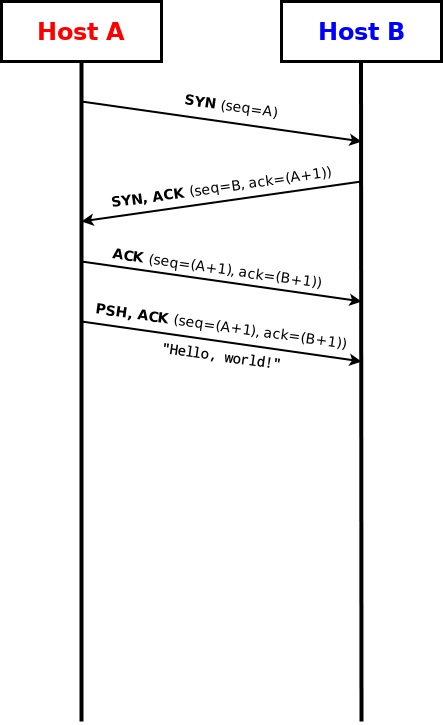 Host A
Host B
SYN (seq=A)
SYN, ACK (seq=B, ack=(A+1))
ACK (seq=(A+1), ack=(B+1))
PSH, ACK (seq=(A+1), ack=(B+1))
"Hello, world!"